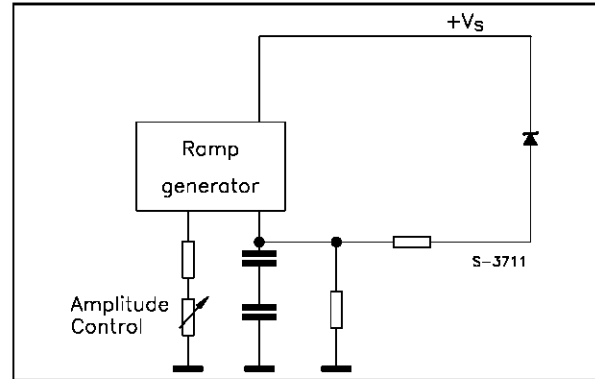 +Vs
Ramp
generator
S-3711
Amplitude
Control